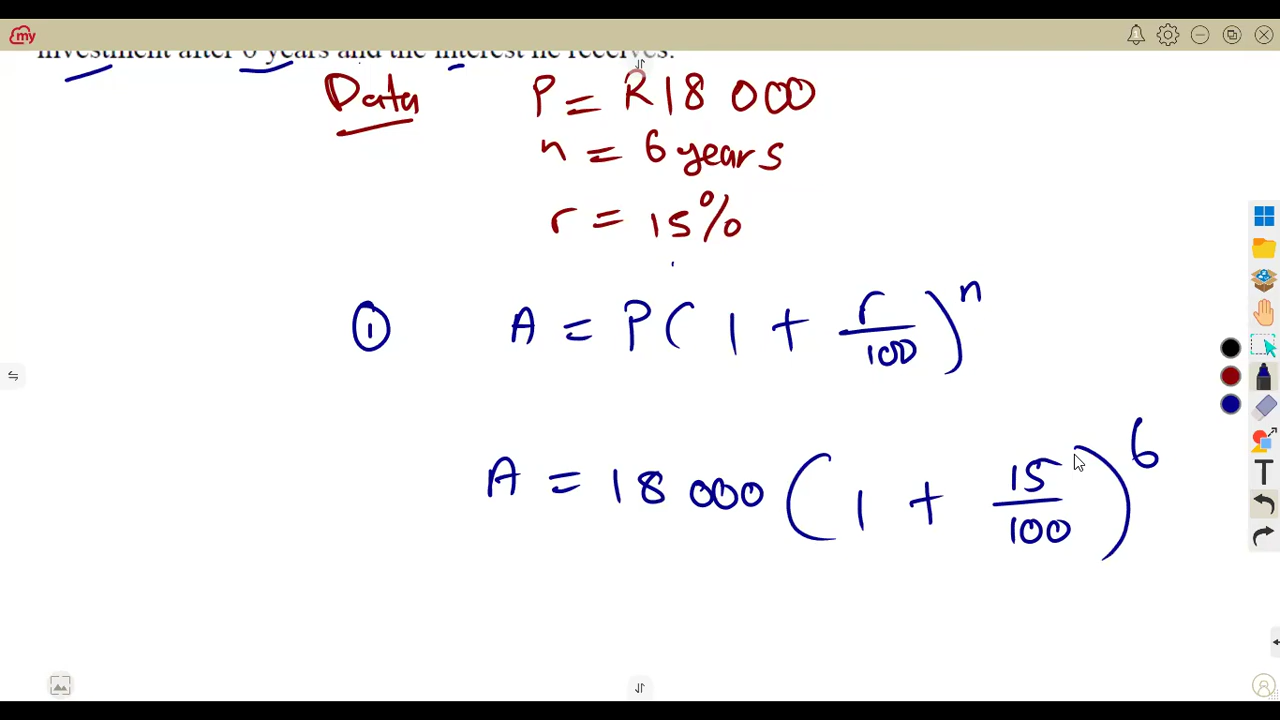 my
investment after 6 years and the interest he receives.
Data P = R18 000
n = 6 years
r = 15%
① A = P( 1 + r/100 )^n
A = 18 000 ( 1 + 15/100 )^6
T